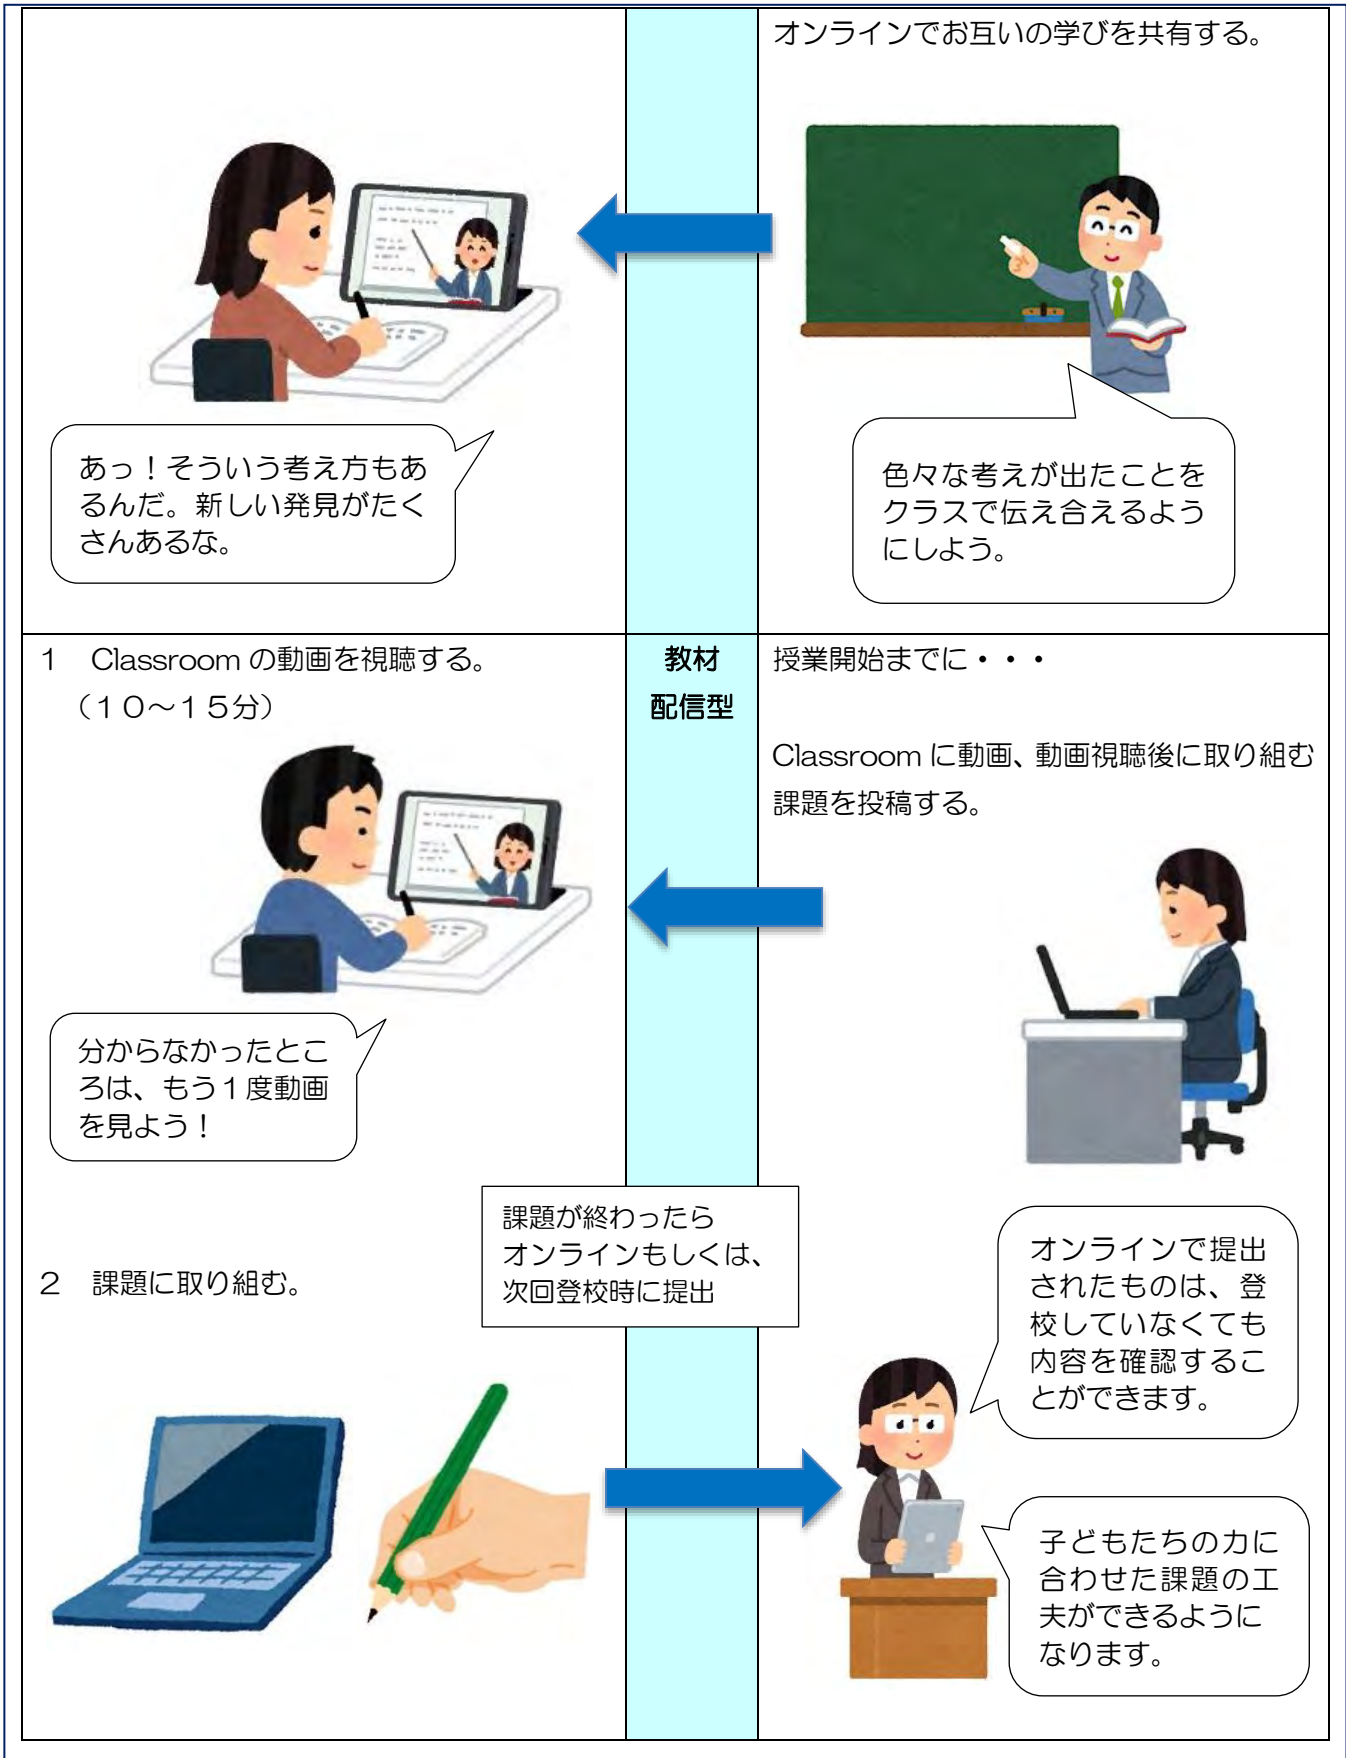 オンラインでお互いの学びを共有する。
あっ！そういう考え方もあ
るんだ。新しい発見がたく
さんあるな。
色々な考えが出たことを
クラスで伝え合えるよう
にしよう。
１　Classroom の動画を視聴する。
（１０～１５分）
教材
配信型
授業開始までに・・・
Classroom に動画、動画視聴後に取り組む
課題を投稿する。
分からなかったとこ
ろは、もう１度動画
を見よう！
課題が終わったら
オンラインもしくは、
次回登校時に提出
２　課題に取り組む。
オンラインで提出
されたものは、登
校していなくても
内容を確認するこ
とができます。
子どもたちの力に
合わせた課題の工
夫ができるように
なります。